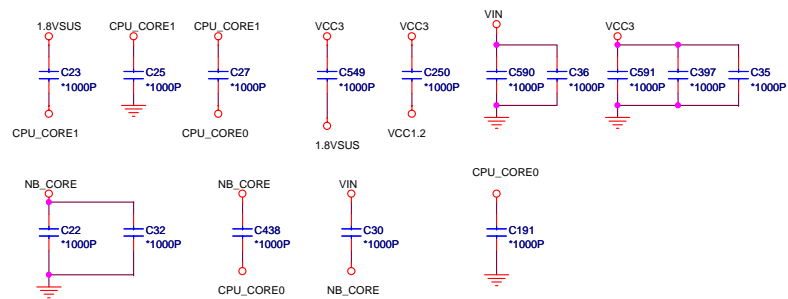 1.8VSUS
C23
*1000P
CPU_CORE1
CPU_CORE1
C25
*1000P
CPU_CORE1
C27
*1000P
CPU_CORE0
VCC3
C549
*1000P
1.8VSUS
VCC3
C250
*1000P
VCC1.2
VIN
C590
*1000P
C36
*1000P
VCC3
C591
*1000P
C397
*1000P
C35
*1000P
NB_CORE
C22
*1000P
C32
*1000P
NB_CORE
C438
*1000P
CPU_CORE0
VIN
C30
*1000P
NB_CORE
CPU_CORE0
C191
*1000P